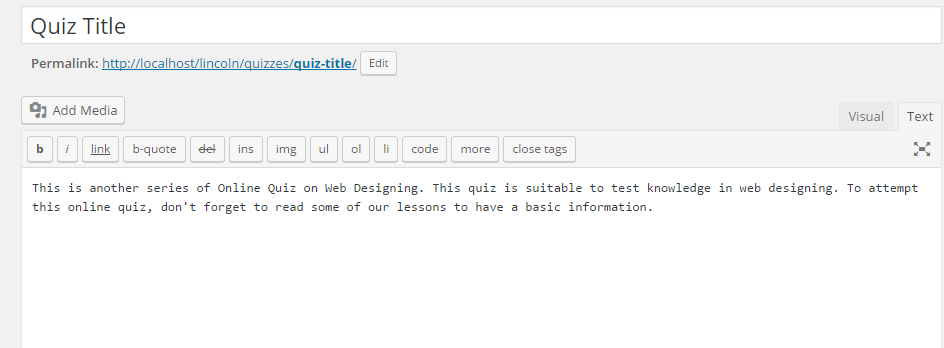 Quiz Title
Permalink: http://localhost/lincoln/quizzes/quiz-title/ Edit
Add Media
Visual Text
b i link b-quote del ins img ul ol li code more close tags
This is another series of Online Quiz on Web Designing. This quiz is suitable to test knowledge in web designing. To attempt
this online quiz, don't forget to read some of our lessons to have a basic information.